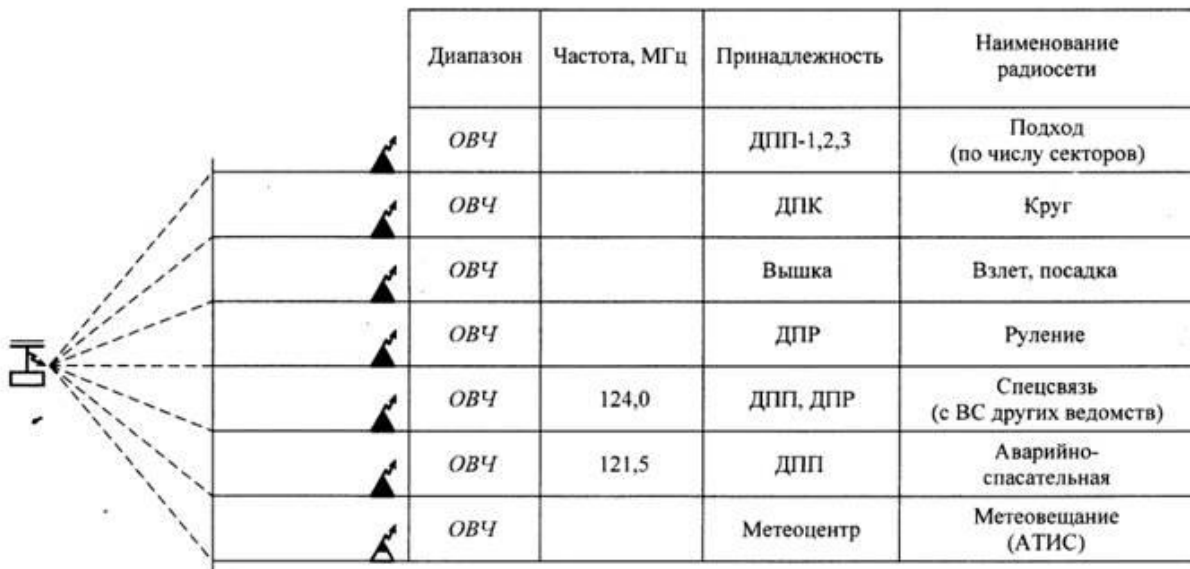 Диапазон Частота, МГц Принадлежность Наименование
радиосети
ОВЧ ДПП-1,2,3 Подход
(по числу секторов)
ОВЧ ДПК Круг
ОВЧ Вышка Взлет, посадка
ОВЧ ДПР Руление
ОВЧ 124,0 ДПП, ДПР Спецсвязь
(с ВС других ведомств)
ОВЧ 121,5 ДПП Аварийно-
спасательная
ОВЧ Метеоцентр Метеовещание
(АТИС)